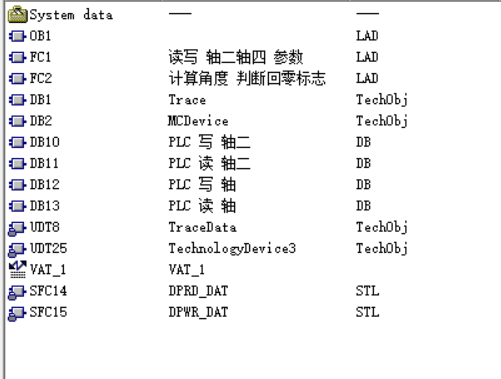 System data —— ——
OB1 LAD
FC1 读写 轴二轴四 参数 LAD
FC2 计算角度 判断回零标志 LAD
DB1 Trace TechObj
DB2 MCDevice TechObj
DB10 PLC 写 轴二 DB
DB11 PLC 读 轴二 DB
DB12 PLC 写 轴 DB
DB13 PLC 读 轴 DB
UDT8 TraceData TechObj
UDT25 TechnologyDevice3 TechObj
VAT_1 VAT_1
SFC14 DPRD_DAT STL
SFC15 DPWR_DAT STL